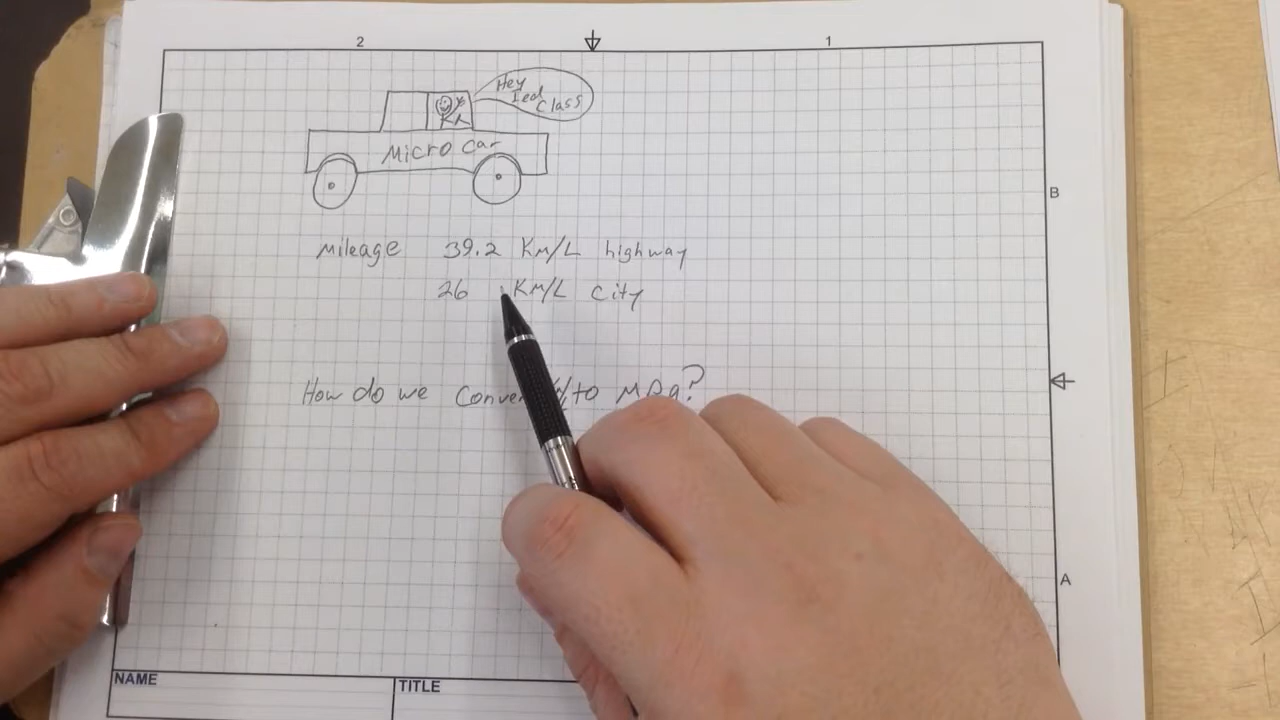 2 1
Hey
Ied
Class
Micro Car
B
Mileage 39.2 KM/L highway
26 KM/L City
How do we to MPg?
A
NAME TITLE